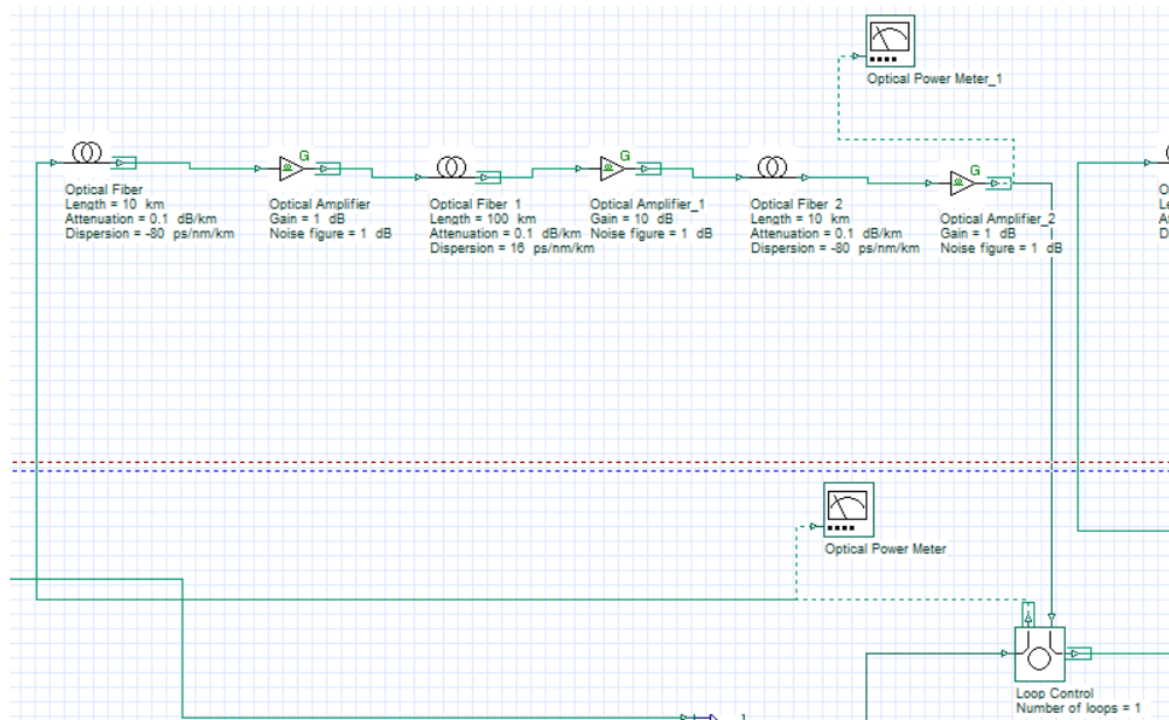 Optical Power Meter_1
G
G
G
Optical Fiber
Length = 10 km
Attenuation = 0.1 dB/km
Dispersion = -80 ps/nm/km
Optical Amplifier
Gain = 1 dB
Noise figure = 1 dB
Optical Fiber 1
Length = 100 km
Attenuation = 0.1 dB/km
Dispersion = 16 ps/nm/km
Optical Amplifier_1
Gain = 10 dB
Noise figure = 1 dB
Optical Fiber 2
Length = 10 km
Attenuation = 0.1 dB/km
Dispersion = -80 ps/nm/km
Optical Amplifier_2
Gain = 1 dB
Noise figure = 1 dB
Optical Power Meter
Loop Control
Number of loops = 1